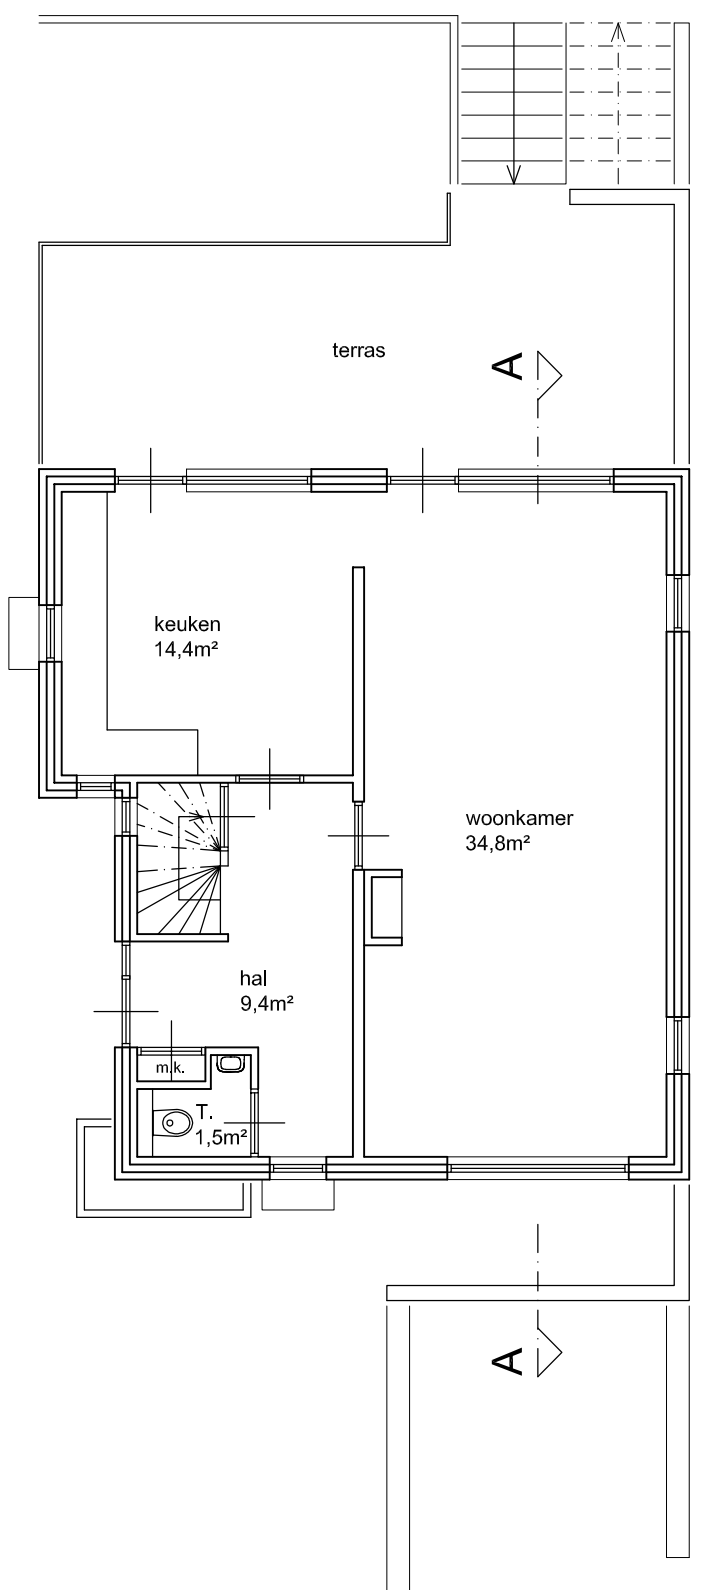 terras
A
keuken
14,4m²
woonkamer
34,8m²
hal
9,4m²
m.k.
T.
1,5m²
A